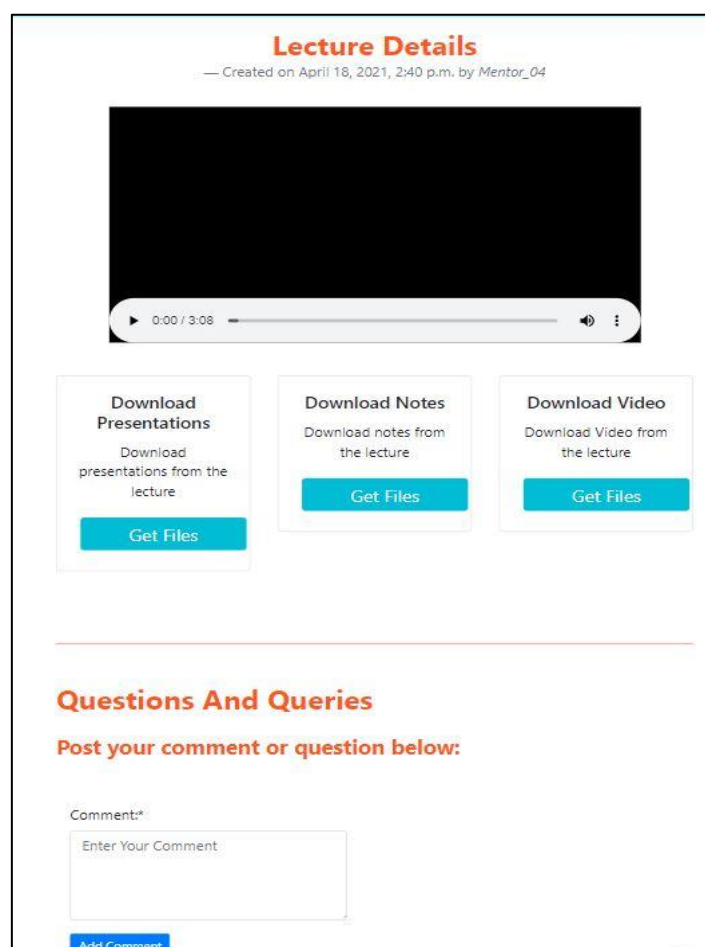 Lecture Details
— Created on April 18, 2021, 2:40 p.m. by Mentor_04
0:00 / 3:08
Download
Presentations
Download
presentations from the
lecture
Get Files
Download Notes
Download notes from
the lecture
Get Files
Download Video
Download Video from
the lecture
Get Files
Questions And Queries
Post your comment or question below:
Comment:*
Enter Your Comment
Add Comment